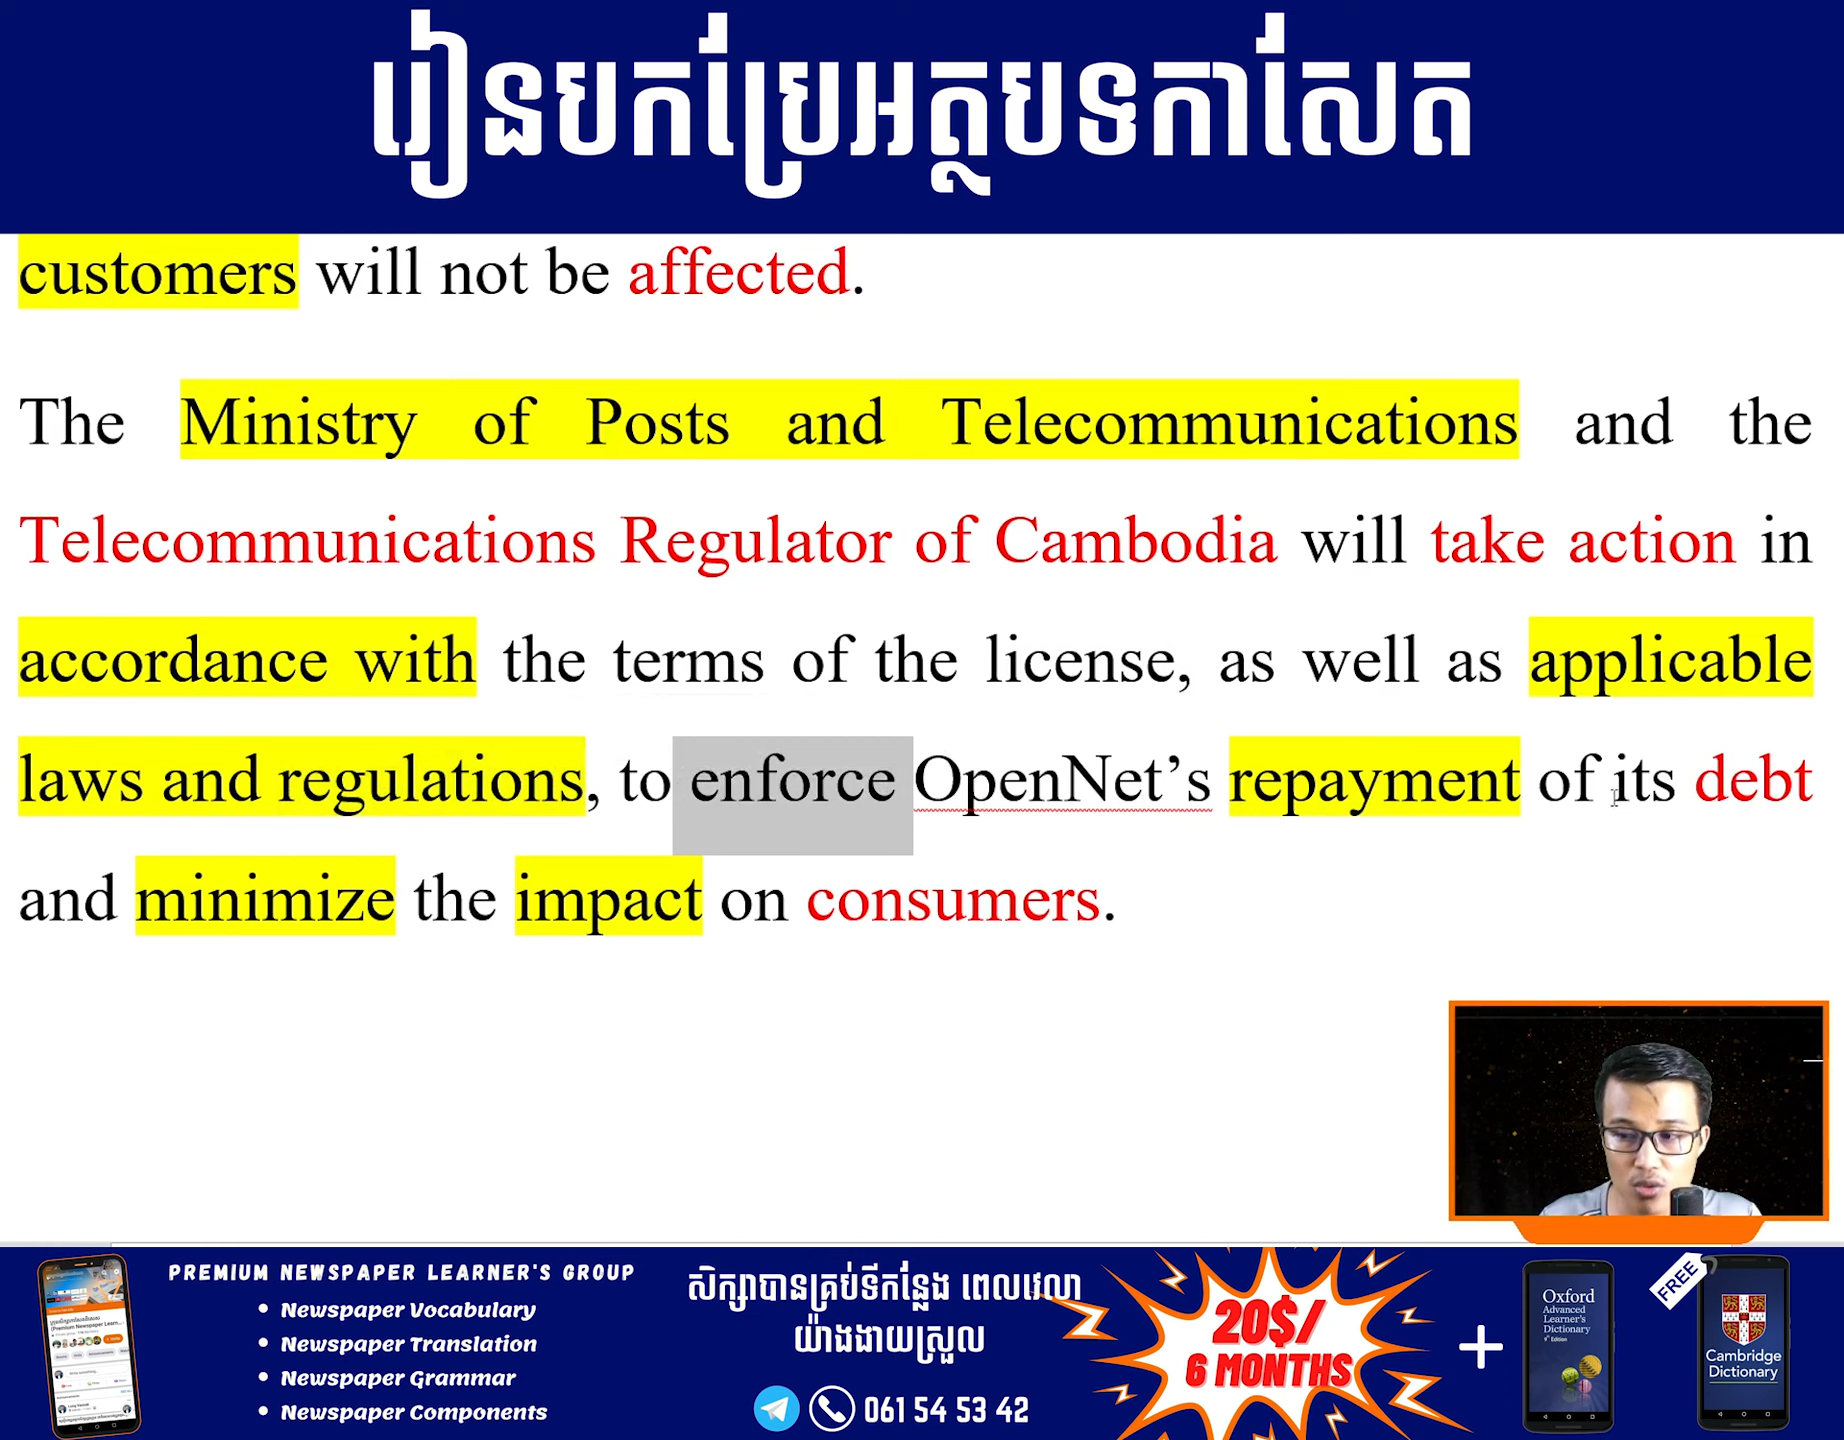 រៀនបកប្រែអត្ថបទកាសែត
customers will not be affected.
The Ministry of Posts and Telecommunications and the
Telecommunications Regulator of Cambodia will take action in
accordance with the terms of the license, as well as applicable
laws and regulations, to enforce OpenNet’s repayment of its debt
and minimize the impact on consumers.
PREMIUM NEWSPAPER LEARNER'S GROUP
• Newspaper Vocabulary
• Newspaper Translation
• Newspaper Grammar
• Newspaper Components
សិក្សាបានគ្រប់ទីកន្លែង ពេលវេលា
យ៉ាងងាយស្រួល
061 54 53 42
20$/
6 MONTHS
+
Oxford
Advanced
Learner's
Dictionary
9th Edition
FREE
Cambridge
Dictionary